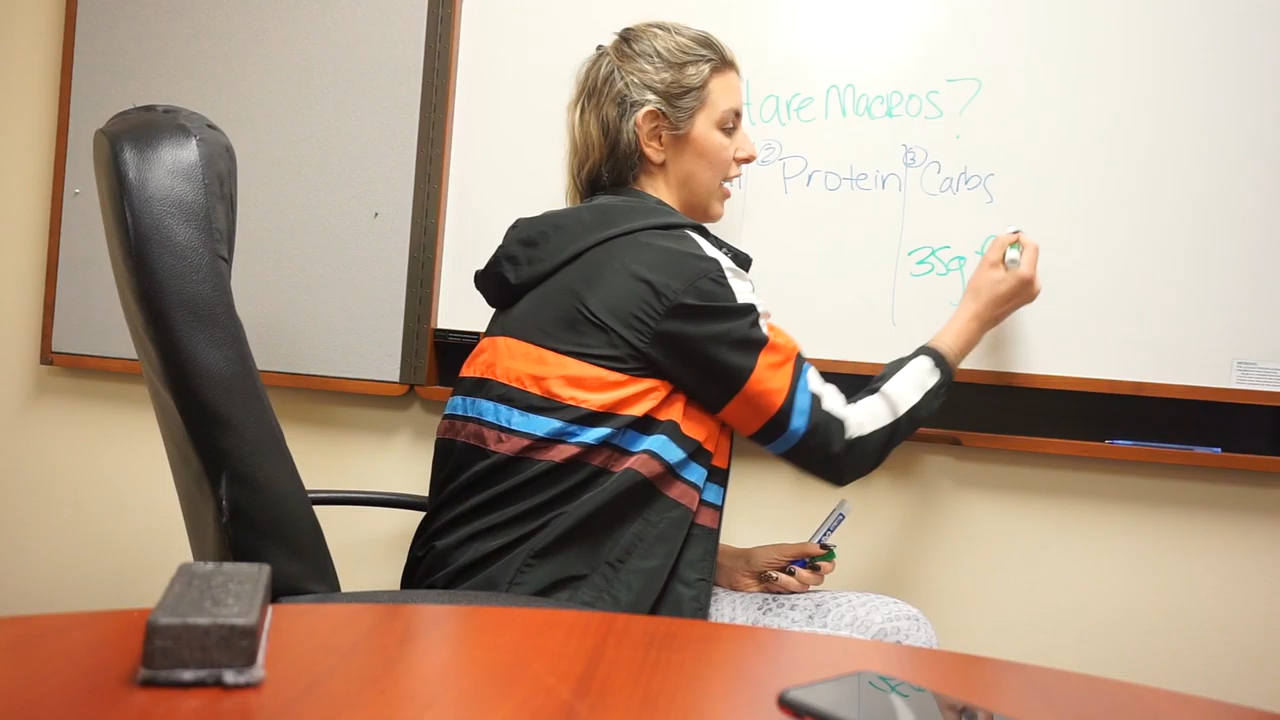 are Macros?
② Protein ③ Carbs
35g